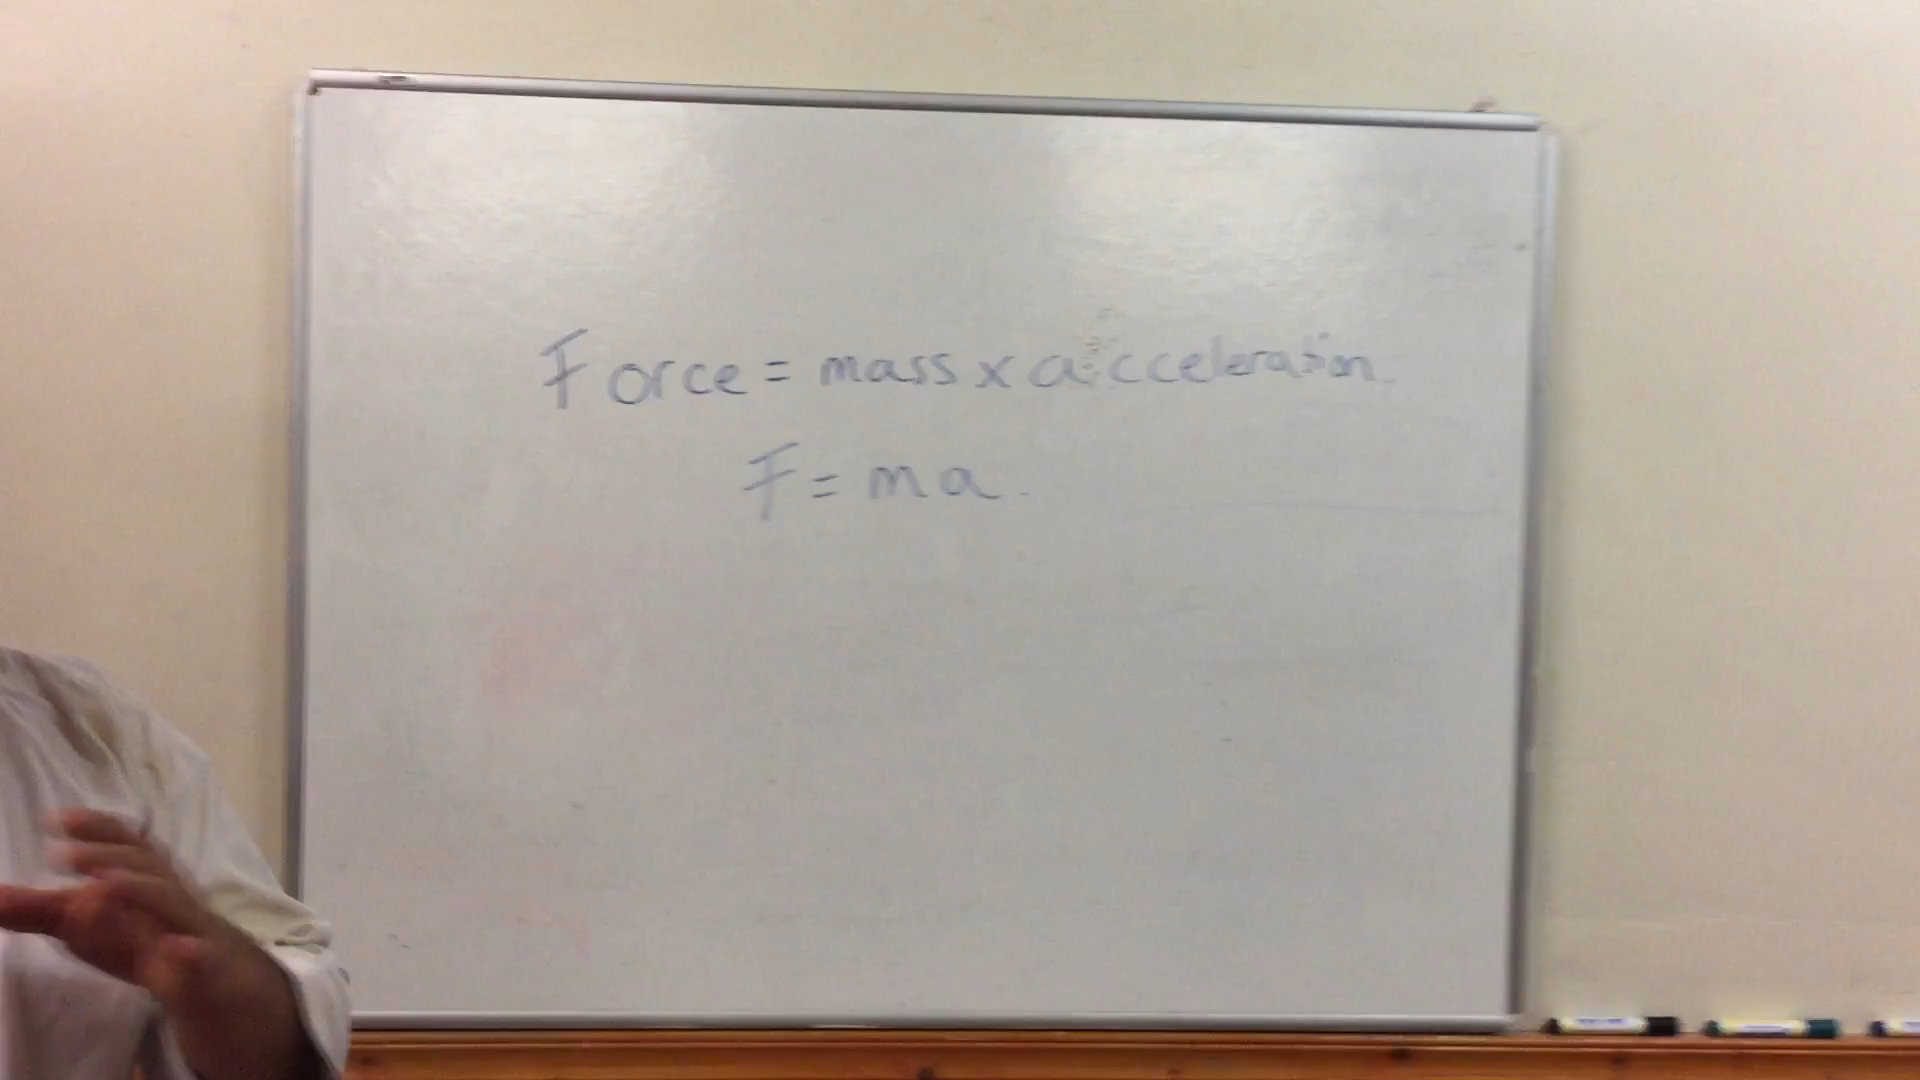 Force = mass x acceleration.
F = ma.